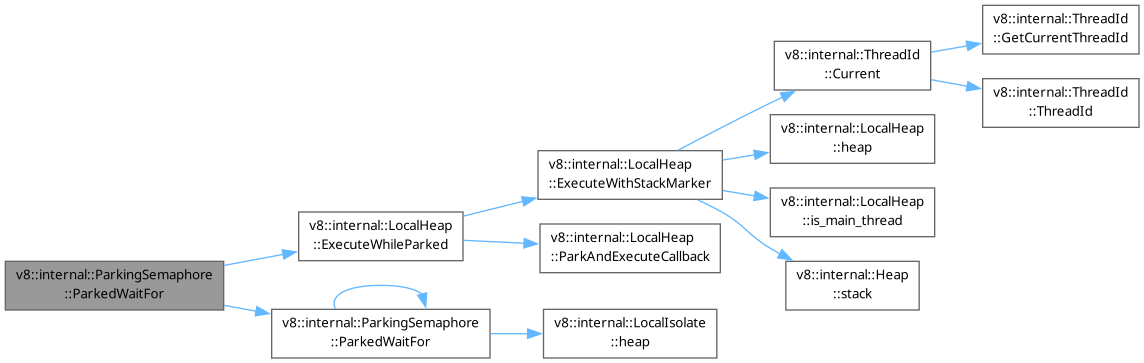 v8::internal::ParkingSemaphore
::ParkedWaitFor
v8::internal::LocalHeap
::ExecuteWhileParked
v8::internal::LocalHeap
::ExecuteWithStackMarker
v8::internal::ThreadId
::Current
v8::internal::ThreadId
::GetCurrentThreadId
v8::internal::ThreadId
::ThreadId
v8::internal::LocalHeap
::heap
v8::internal::LocalHeap
::is_main_thread
v8::internal::Heap
::stack
v8::internal::LocalHeap
::ParkAndExecuteCallback
v8::internal::ParkingSemaphore
::ParkedWaitFor
v8::internal::LocalIsolate
::heap